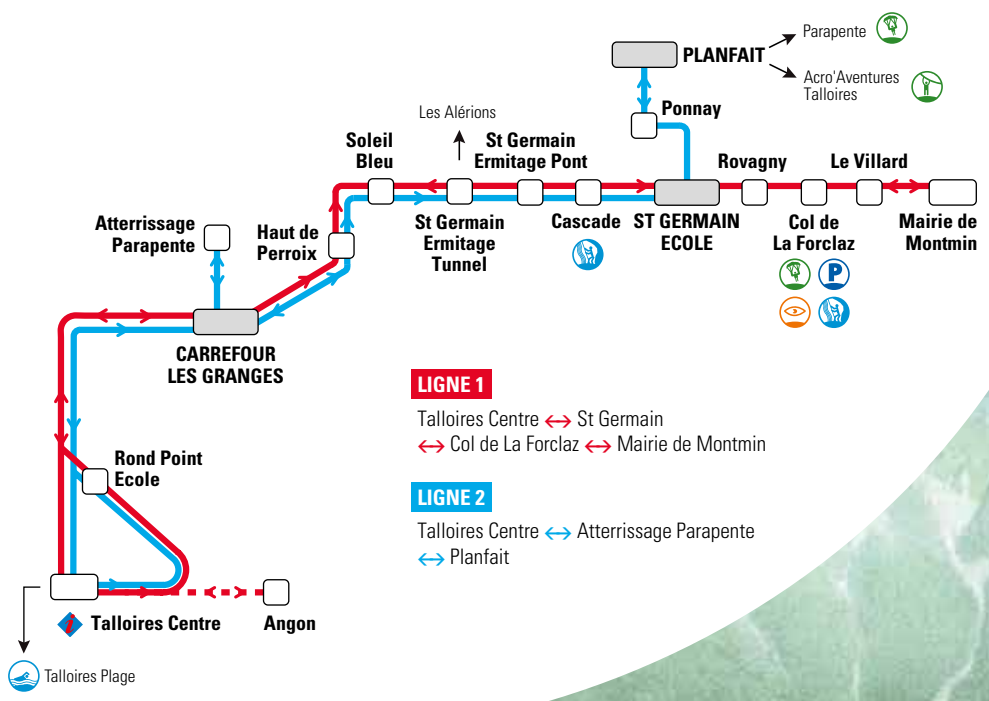 Parapente
PLANFAIT
Acro'Aventures
Talloires
Ponnay
Les Alérions
Soleil
Bleu
St Germain
Ermitage Pont
Rovagny
Le Villard
Atterrissage
Parapente
Haut de
Perroix
St Germain
Ermitage
Tunnel
Cascade
ST GERMAIN
ECOLE
Col de
La Forclaz
Mairie de
Montmin
P
CARREFOUR
LES GRANGES
LIGNE 1
Talloires Centre ↔ St Germain
↔ Col de La Forclaz ↔ Mairie de Montmin
Rond Point
Ecole
LIGNE 2
Talloires Centre ↔ Atterrissage Parapente
↔ Planfait
i
Talloires Centre
Angon
Talloires Plage